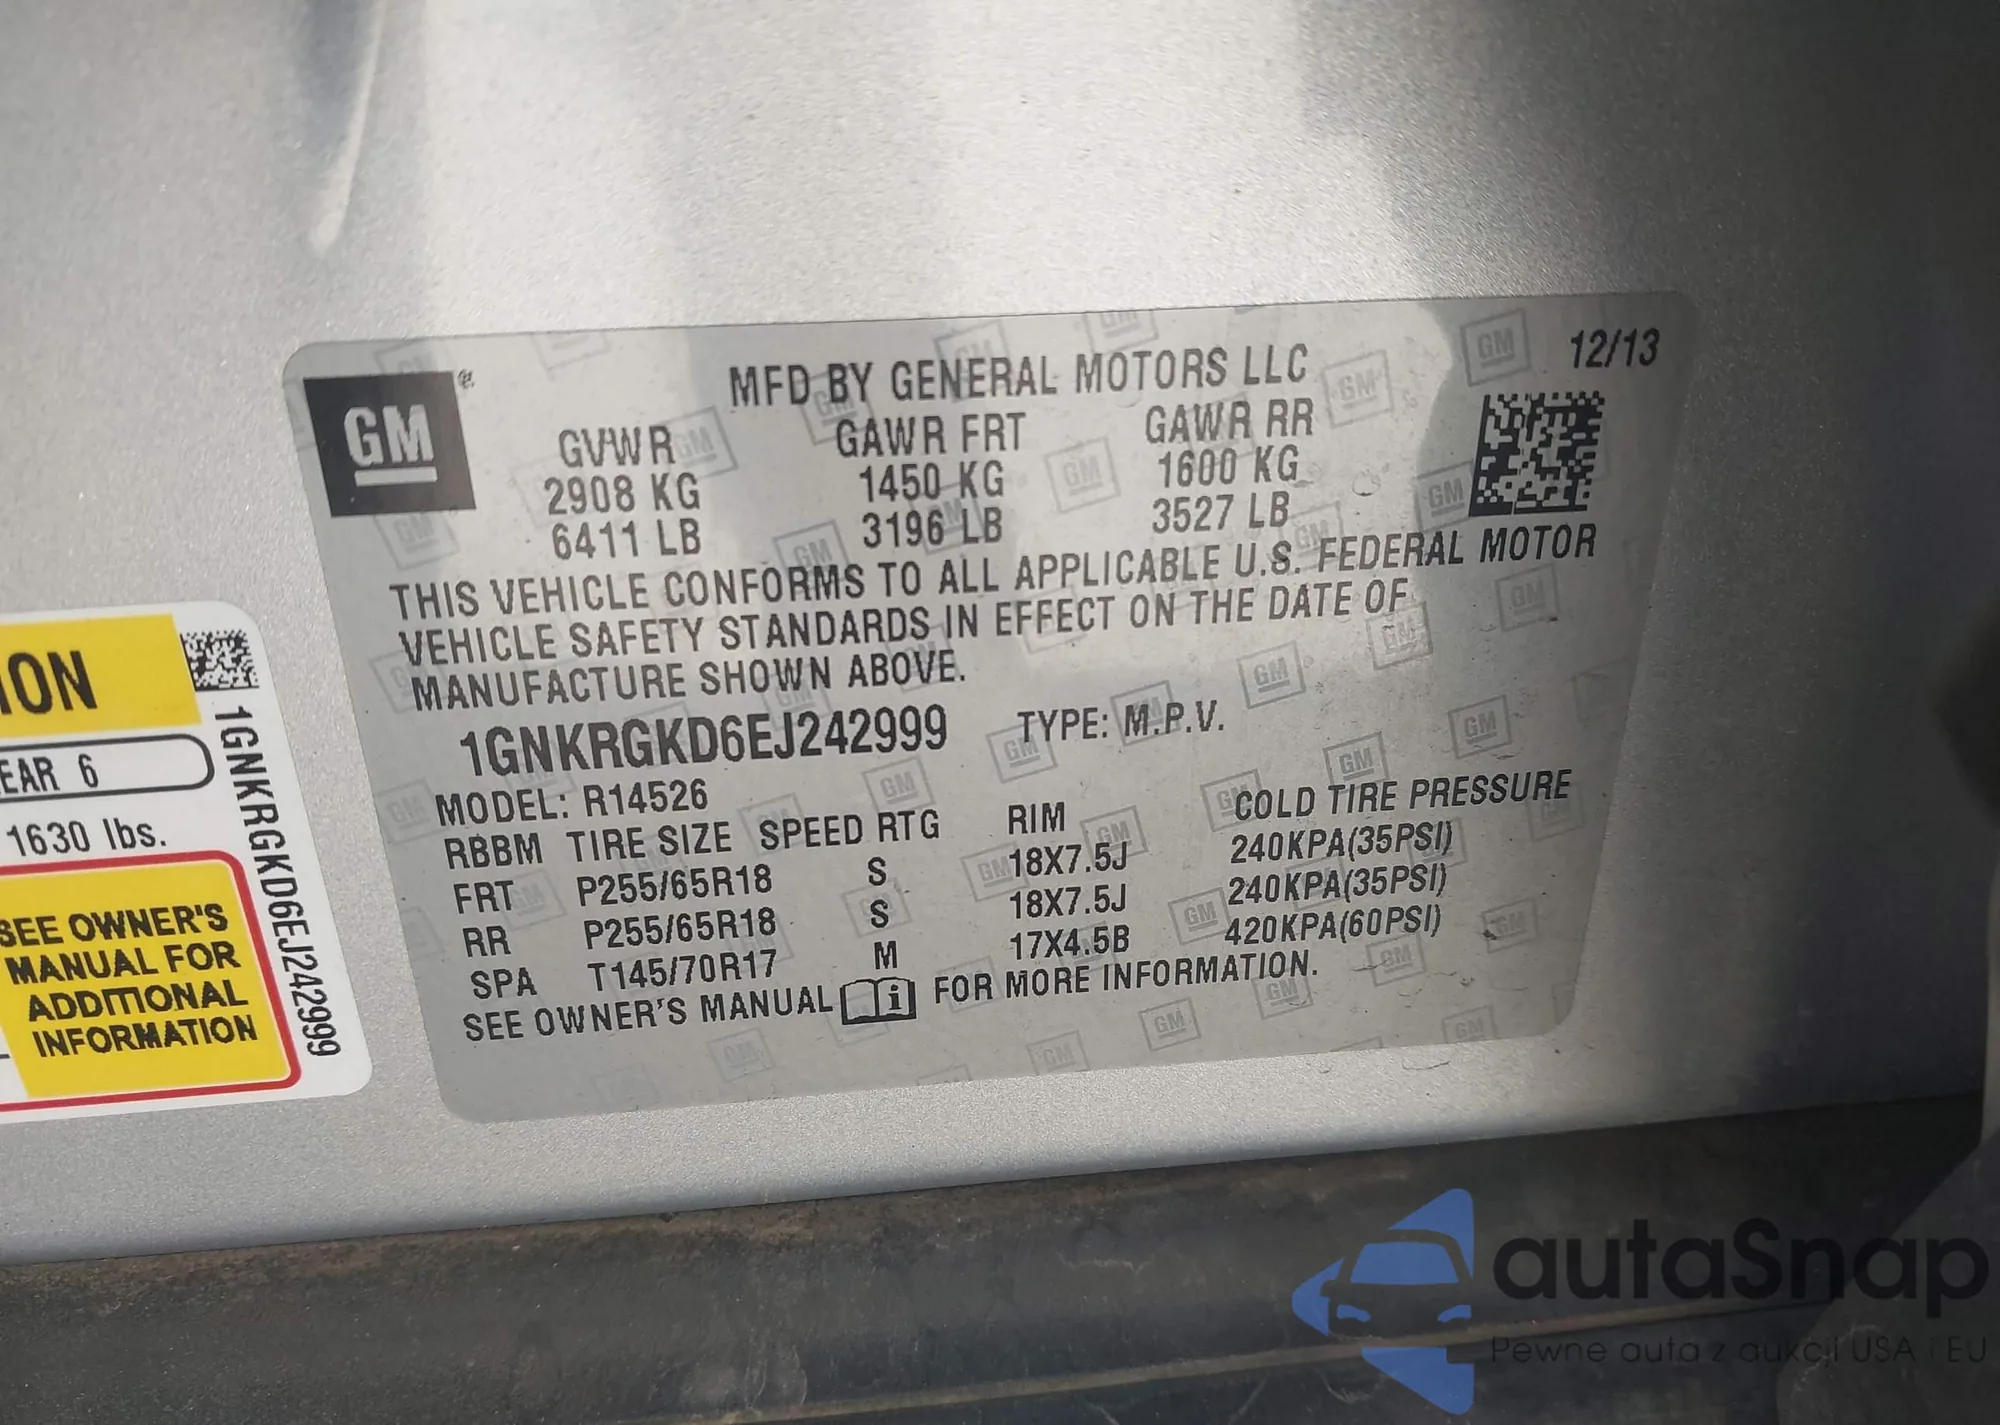 12/13
MFD BY GENERAL MOTORS LLC
GM
GVWR GAWR FRT GAWR RR
2908 KG 1450 KG 1600 KG
6411 LB 3196 LB 3527 LB
THIS VEHICLE CONFORMS TO ALL APPLICABLE U.S. FEDERAL MOTOR
VEHICLE SAFETY STANDARDS IN EFFECT ON THE DATE OF
MANUFACTURE SHOWN ABOVE.
1GNKRGKD6EJ242999 TYPE: M.P.V.
MODEL: R14526
RBBM TIRE SIZE SPEED RTG RIM COLD TIRE PRESSURE
FRT P255/65R18 S 18X7.5J 240KPA(35PSI)
RR P255/65R18 S 18X7.5J 240KPA(35PSI)
SPA T145/70R17 M 17X4.5B 420KPA(60PSI)
SEE OWNER'S MANUAL i FOR MORE INFORMATION.
ION
EAR 6
1630 lbs.
SEE OWNER'S
MANUAL FOR
ADDITIONAL
INFORMATION
1GNKRGKD6EJ242999
autaSnap
Pewne auta z aukcji USA i EU